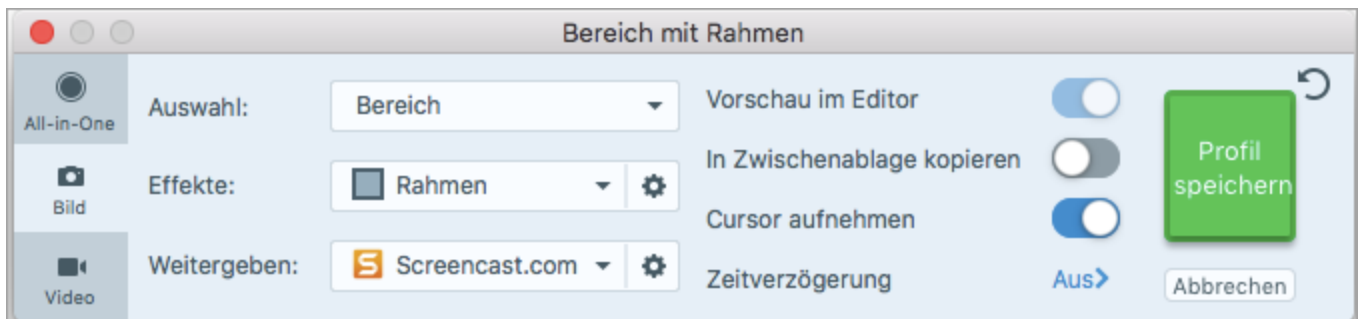 Bereich mit Rahmen
All-in-One
Bild
Video
Auswahl:
Bereich
Effekte:
Rahmen
Weitergeben:
Screencast.com
Vorschau im Editor
In Zwischenablage kopieren
Cursor aufnehmen
Zeitverzögerung
Aus
Profil
speichern
Abbrechen